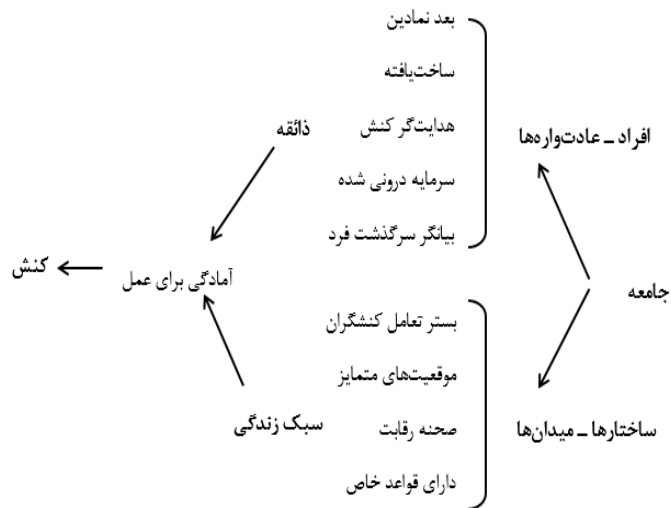 جامعه
افراد ـ عادت‌واره‌ها
بعد نمادین
ساخت‌یافته
هدایت‌گر کنش
سرمایه درونی شده
بیانگر سرگذشت فرد
ساختارها ـ میدان‌ها
بستر تعامل کنشگران
موقعیت‌های متمایز
صحنه رقابت
دارای قواعد خاص
ذائقه
سبک زندگی
آمادگی برای عمل
کنش